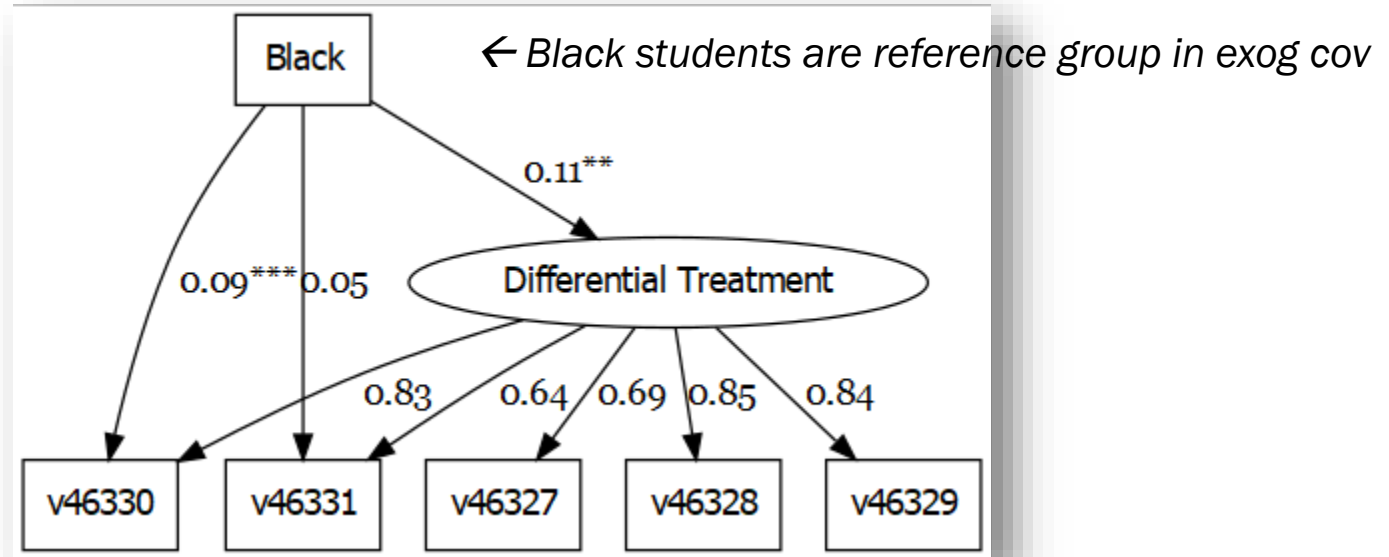 Black
← Black students are reference group in exog cov
0.11**
Differential Treatment
0.09***
0.05
0.83
0.64
0.69
0.85
0.84
v46330
v46331
v46327
v46328
v46329